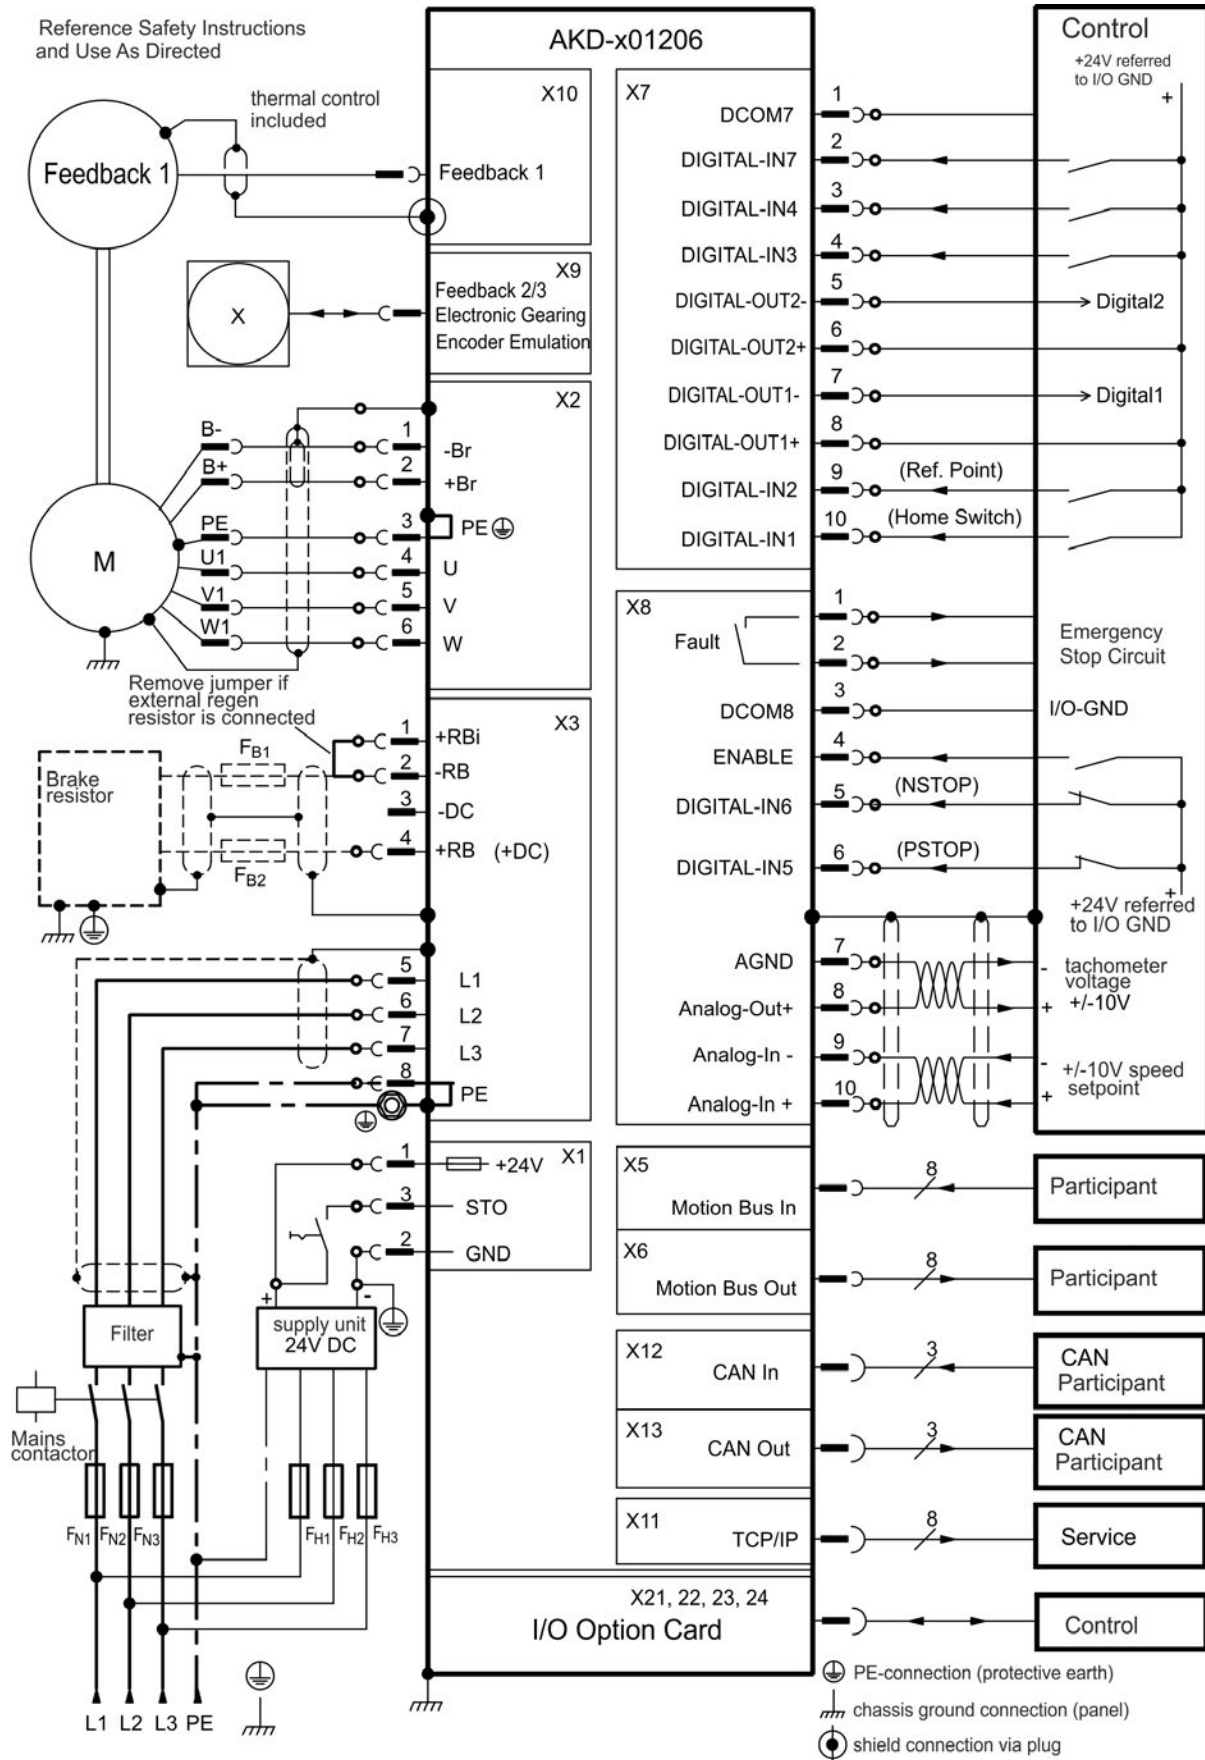 Reference Safety Instructions
and Use As Directed
AKD-x01206
Control
+24V referred
to I/O GND
+
thermal control
included
Feedback 1
X10
Feedback 1
X9
X
Feedback 2/3
Electronic Gearing
Encoder Emulation
X2
B-
1
-Br
B+
2
+Br
PE
3
PE
M
U1
4
U
V1
5
V
W1
6
W
Remove jumper if
external regen
resistor is connected
X3
1
+RBi
FB1
2
-RB
Brake
resistor
3
-DC
4
+RB (+DC)
FB2
5
L1
6
L2
7
L3
8
PE
X1
1
+24V
3
STO
2
GND
+
-
supply unit
24V DC
Filter
Mains
contactor
FN1
FN2
FN3
FH1
FH2
FH3
L1
L2
L3
PE
X7
DCOM7
1
DIGITAL-IN7
2
DIGITAL-IN4
3
DIGITAL-IN3
4
DIGITAL-OUT2-
5
Digital2
DIGITAL-OUT2+
6
DIGITAL-OUT1-
7
Digital1
DIGITAL-OUT1+
8
DIGITAL-IN2
9
(Ref. Point)
DIGITAL-IN1
10
(Home Switch)
X8
Fault
1
2
Emergency
Stop Circuit
DCOM8
3
I/O-GND
ENABLE
4
DIGITAL-IN6
5
(NSTOP)
DIGITAL-IN5
6
(PSTOP)
+
+24V referred
to I/O GND
AGND
7
-
tachometer
voltage
+/-10V
Analog-Out+
8
+
Analog-In -
9
-
+/-10V speed
setpoint
Analog-In +
10
+
X5
Motion Bus In
8
Participant
X6
Motion Bus Out
8
Participant
X12
CAN In
3
CAN
Participant
X13
CAN Out
3
CAN
Participant
X11
TCP/IP
8
Service
X21, 22, 23, 24
I/O Option Card
Control
PE-connection (protective earth)
chassis ground connection (panel)
shield connection via plug